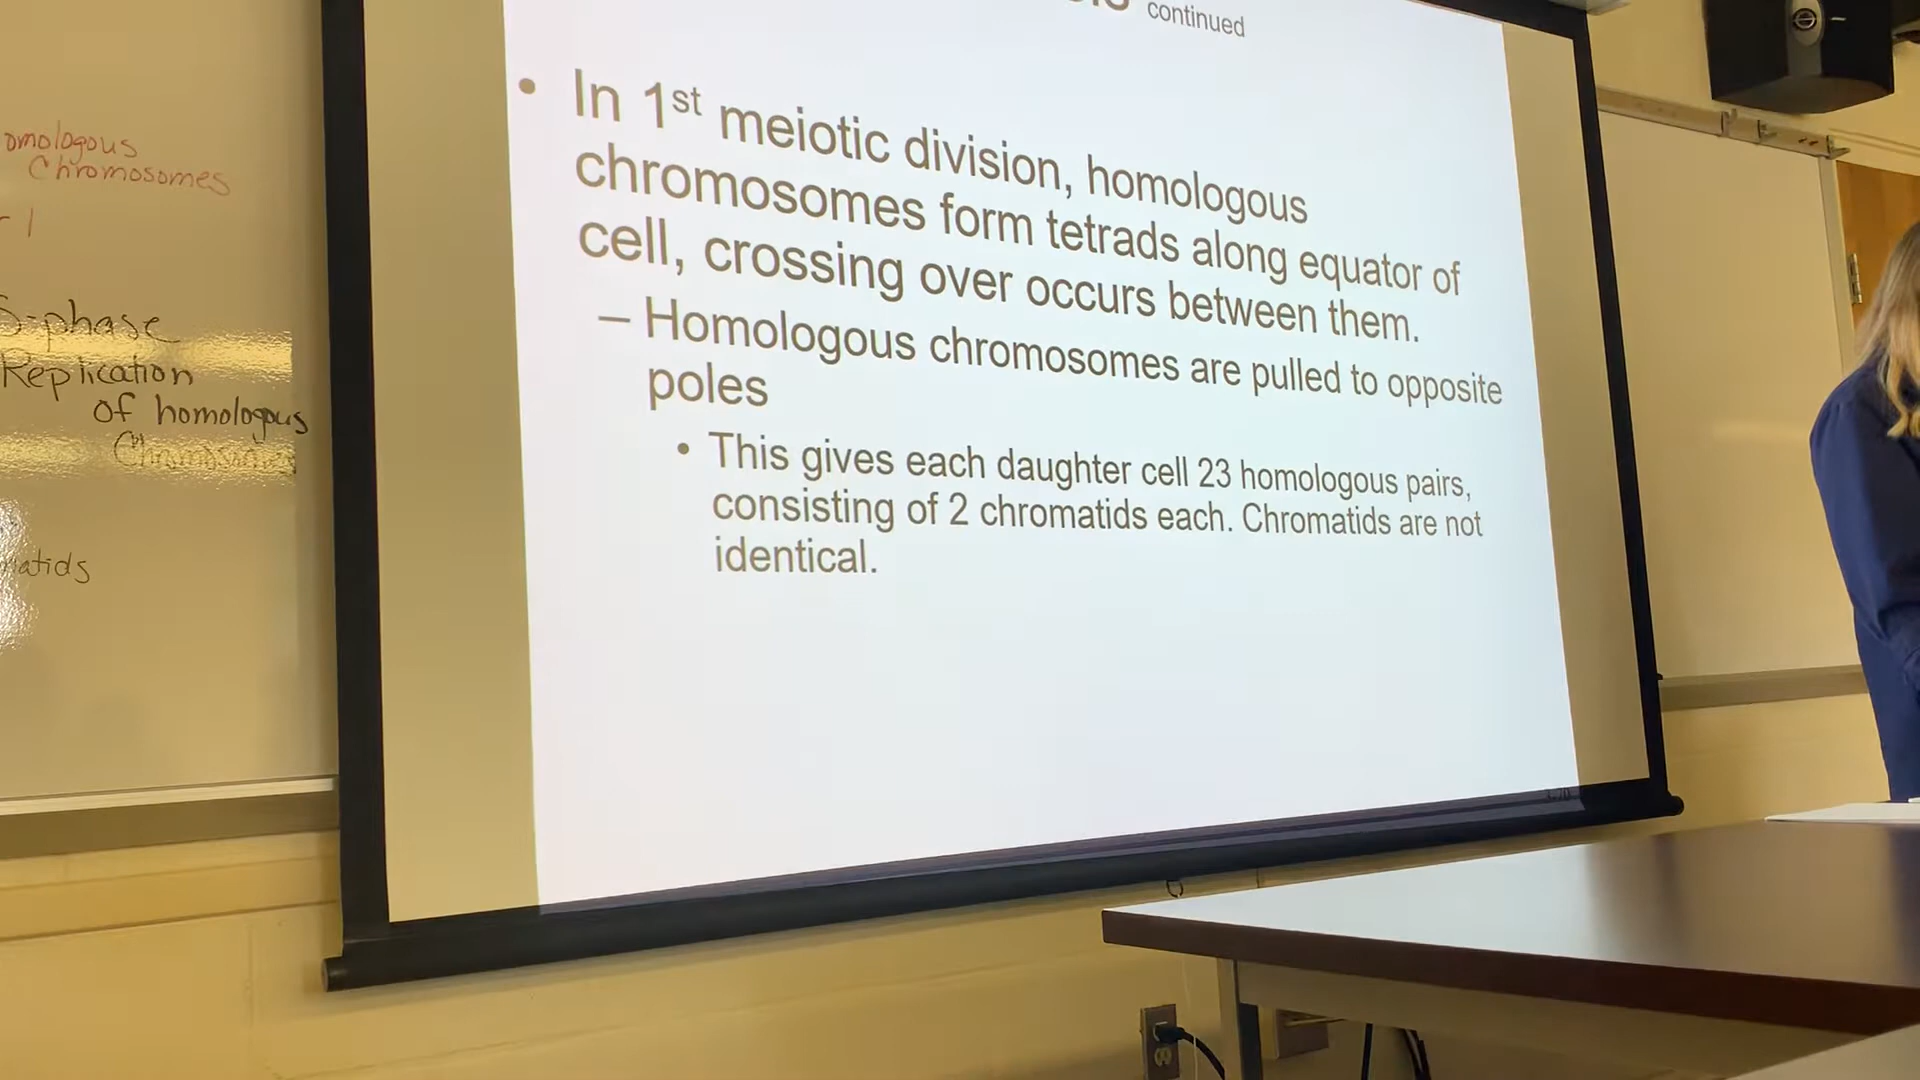 continued
• In 1st meiotic division, homologous
chromosomes form tetrads along equator of
cell, crossing over occurs between them.
– Homologous chromosomes are pulled to opposite
poles
• This gives each daughter cell 23 homologous pairs,
consisting of 2 chromatids each. Chromatids are not
identical.
omologous
Chromosomes
S-phase
Replication
of homologous
Chromosomes
matids